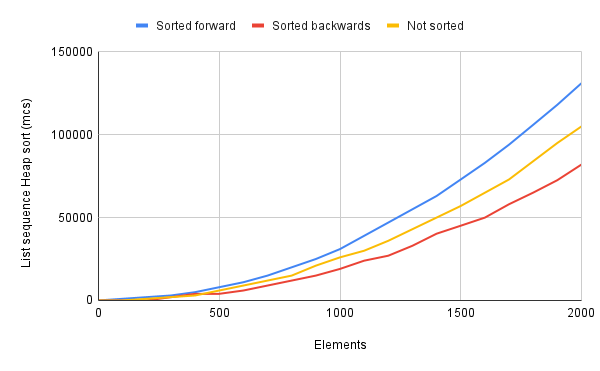 Sorted forward Sorted backwards Not sorted
List sequence Heap sort (mcs)
150000
100000
50000
0
0 500 1000 1500 2000
Elements